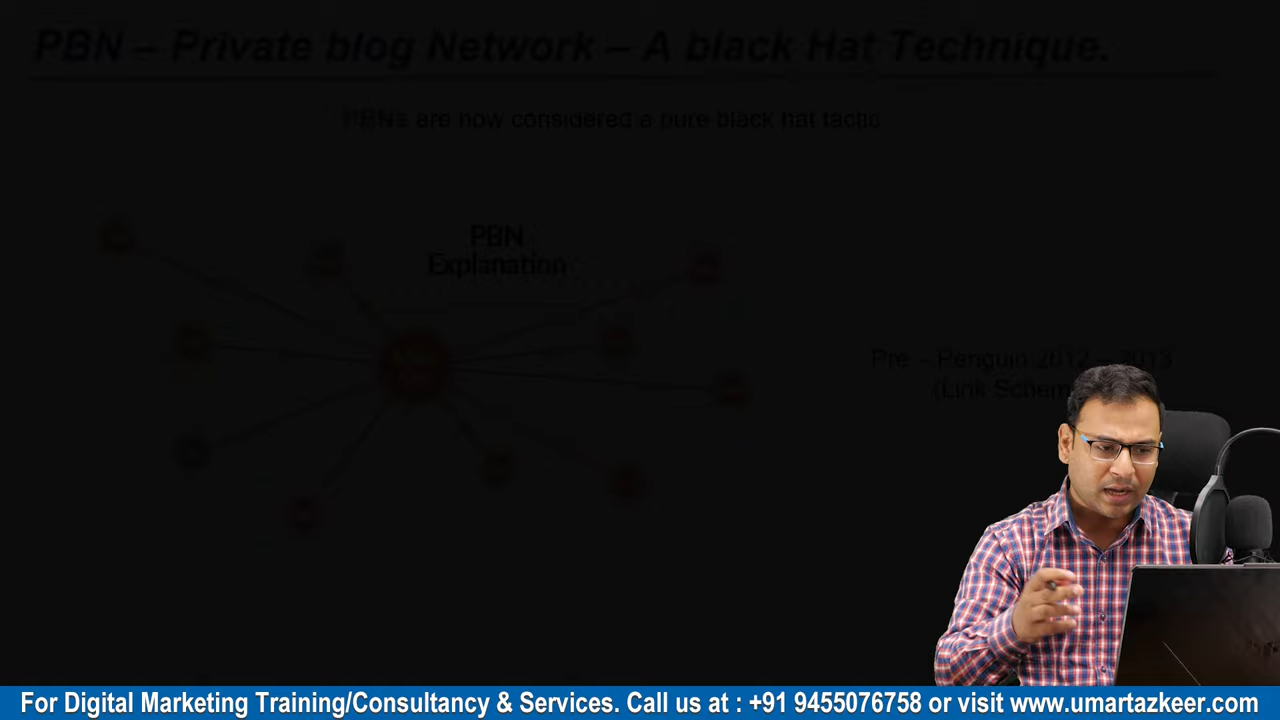 PBN – Private blog Network – A black Hat Technique.
PBNs are now considered a pure black hat tactic
PBN
Explanation
Pre – Penguin 2012 – 2013
(Link Schem
For Digital Marketing Training/Consultancy & Services. Call us at : +91 9455076758 or visit www.umartazkeer.com